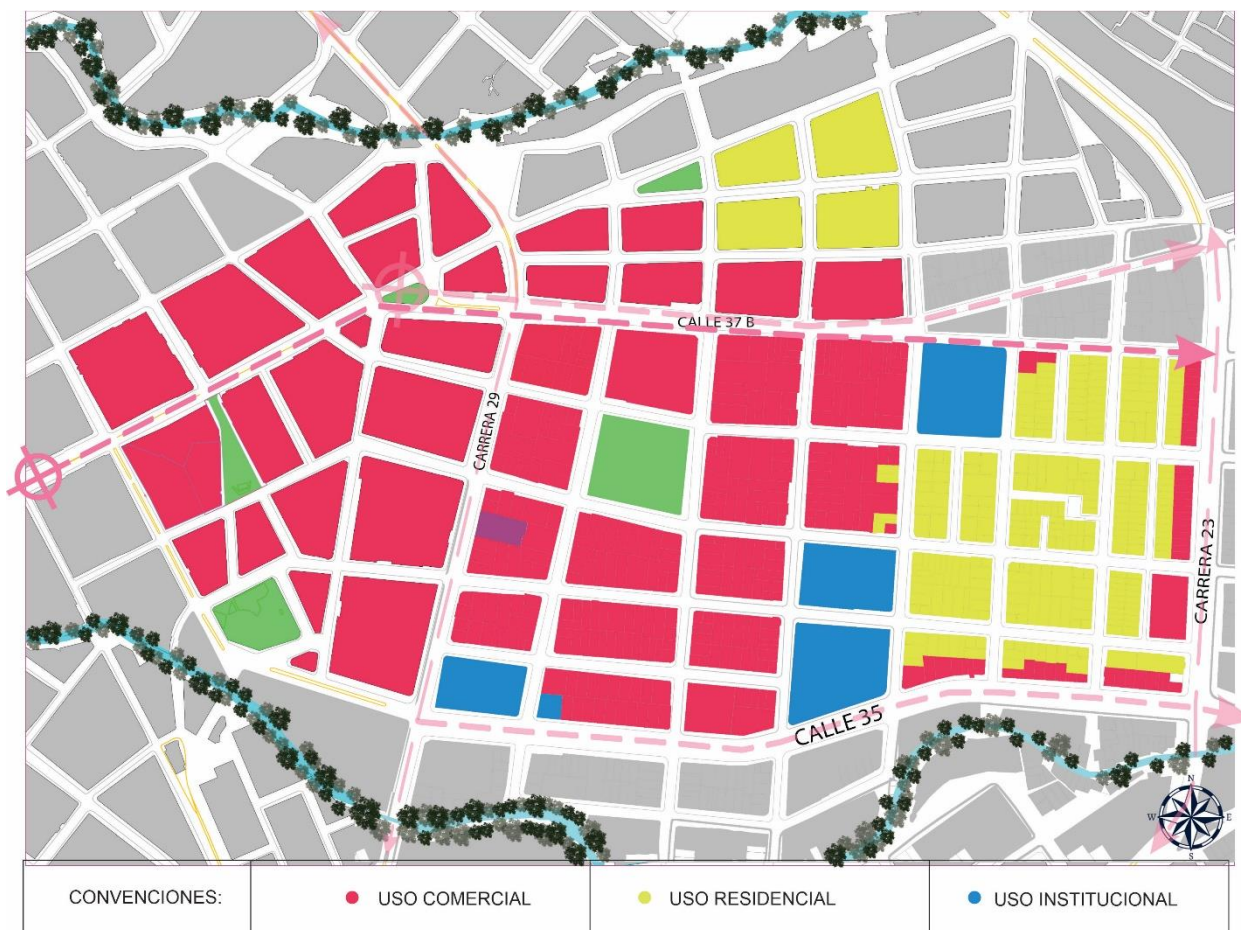 CALLE 37 B
CARRERA 29
CARRERA 23
CALLE 35
N
W E
S
CONVENCIONES:
USO COMERCIAL
USO RESIDENCIAL
USO INSTITUCIONAL